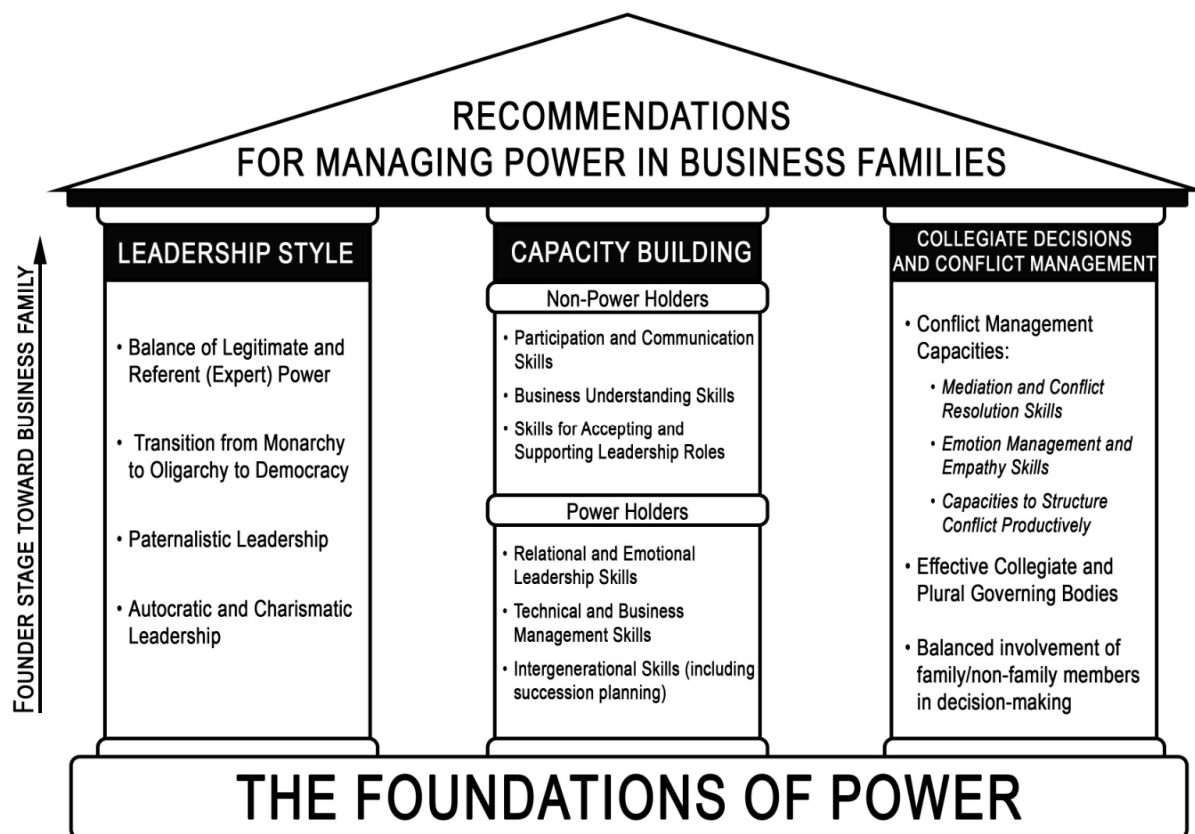 RECOMMENDATIONS
FOR MANAGING POWER IN BUSINESS FAMILIES
FOUNDER STAGE TOWARD BUSINESS FAMILY
LEADERSHIP STYLE
• Balance of Legitimate and
Referent (Expert) Power
• Transition from Monarchy
to Oligarchy to Democracy
• Paternalistic Leadership
• Autocratic and Charismatic
Leadership
CAPACITY BUILDING
Non-Power Holders
• Participation and Communication
Skills
• Business Understanding Skills
• Skills for Accepting and
Supporting Leadership Roles
Power Holders
• Relational and Emotional
Leadership Skills
• Technical and Business
Management Skills
• Intergenerational Skills (including
succession planning)
COLLEGIATE DECISIONS
AND CONFLICT MANAGEMENT
• Conflict Management
Capacities:
• Mediation and Conflict
Resolution Skills
• Emotion Management and
Empathy Skills
• Capacities to Structure
Conflict Productively
• Effective Collegiate and
Plural Governing Bodies
• Balanced involvement of
family/non-family members
in decision-making
THE FOUNDATIONS OF POWER